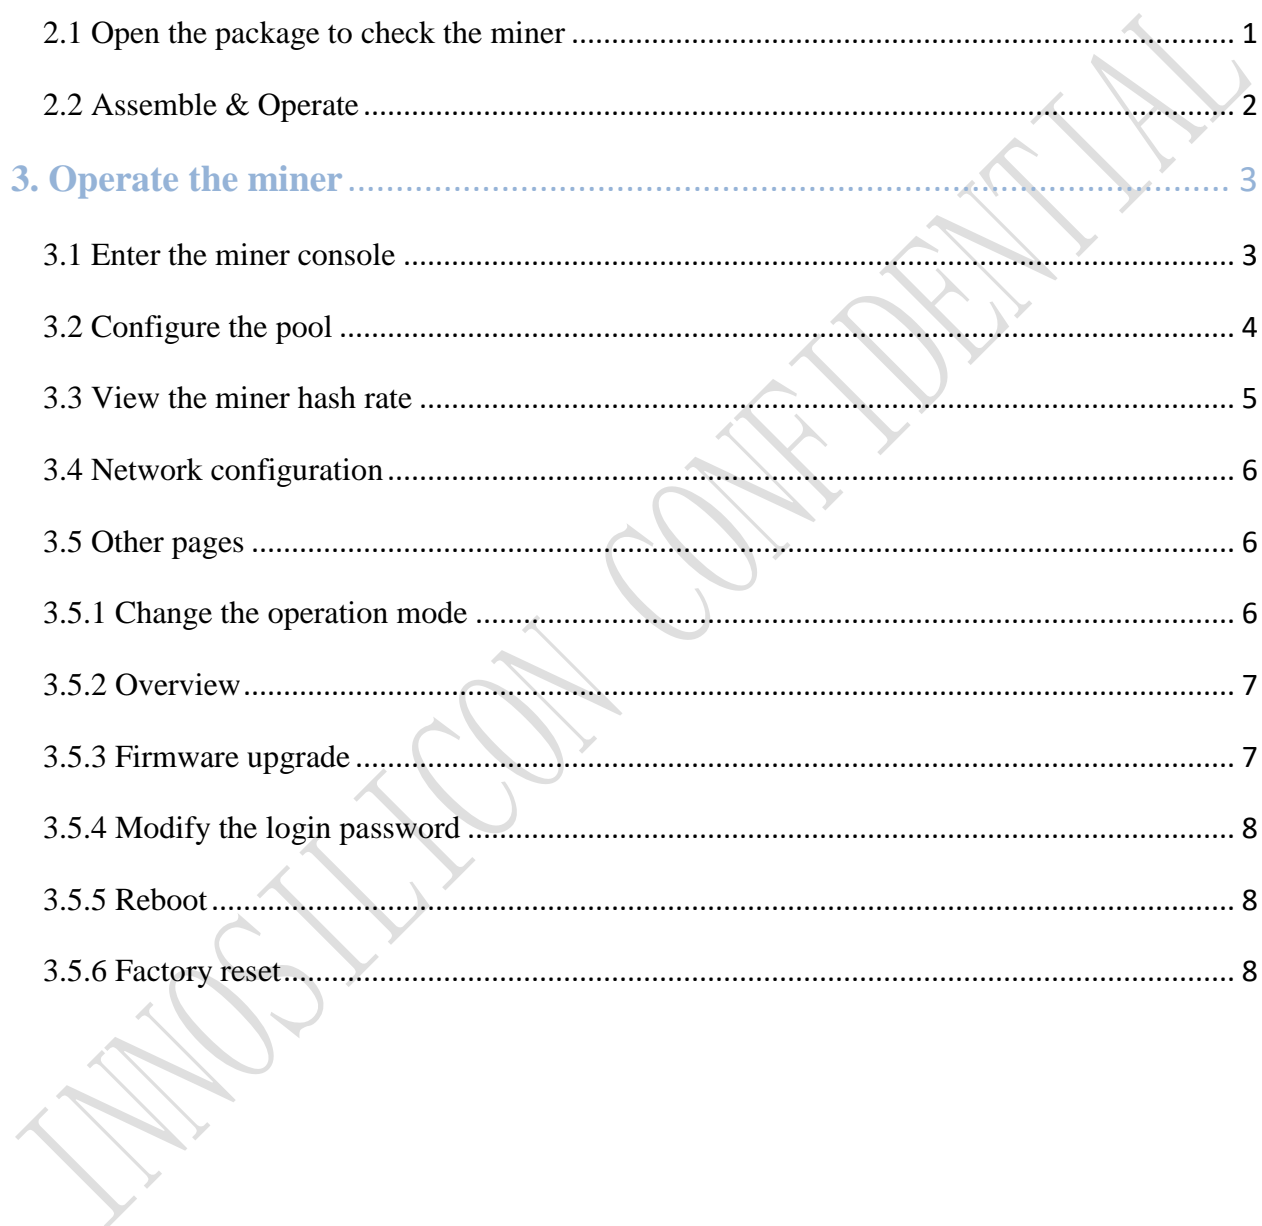 2.1 Open the package to check the miner ........ 1
2.2 Assemble & Operate ........ 2
3. Operate the miner ........ 3
3.1 Enter the miner console ........ 3
3.2 Configure the pool ........ 4
3.3 View the miner hash rate ........ 5
3.4 Network configuration ........ 6
3.5 Other pages ........ 6
3.5.1 Change the operation mode ........ 6
3.5.2 Overview ........ 7
3.5.3 Firmware upgrade ........ 7
3.5.4 Modify the login password ........ 8
3.5.5 Reboot ........ 8
3.5.6 Factory reset ........ 8
INNOSILICON CONFIDENTIAL